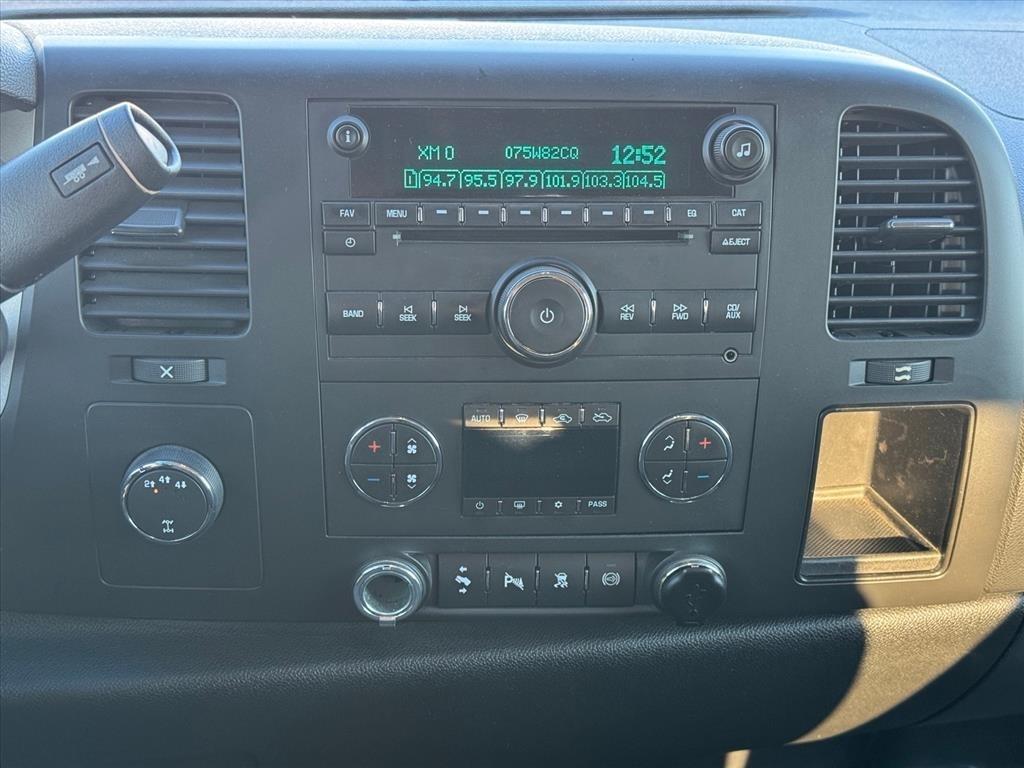 XM 0 075W82CQ 12:52
1 94.7 95.5 97.9 101.9 103.3 104.5
FAV MENU EQ CAT
EJECT
BAND SEEK SEEK REV FWD CD/
AUX
AUTO
2 4 4
PASS
P